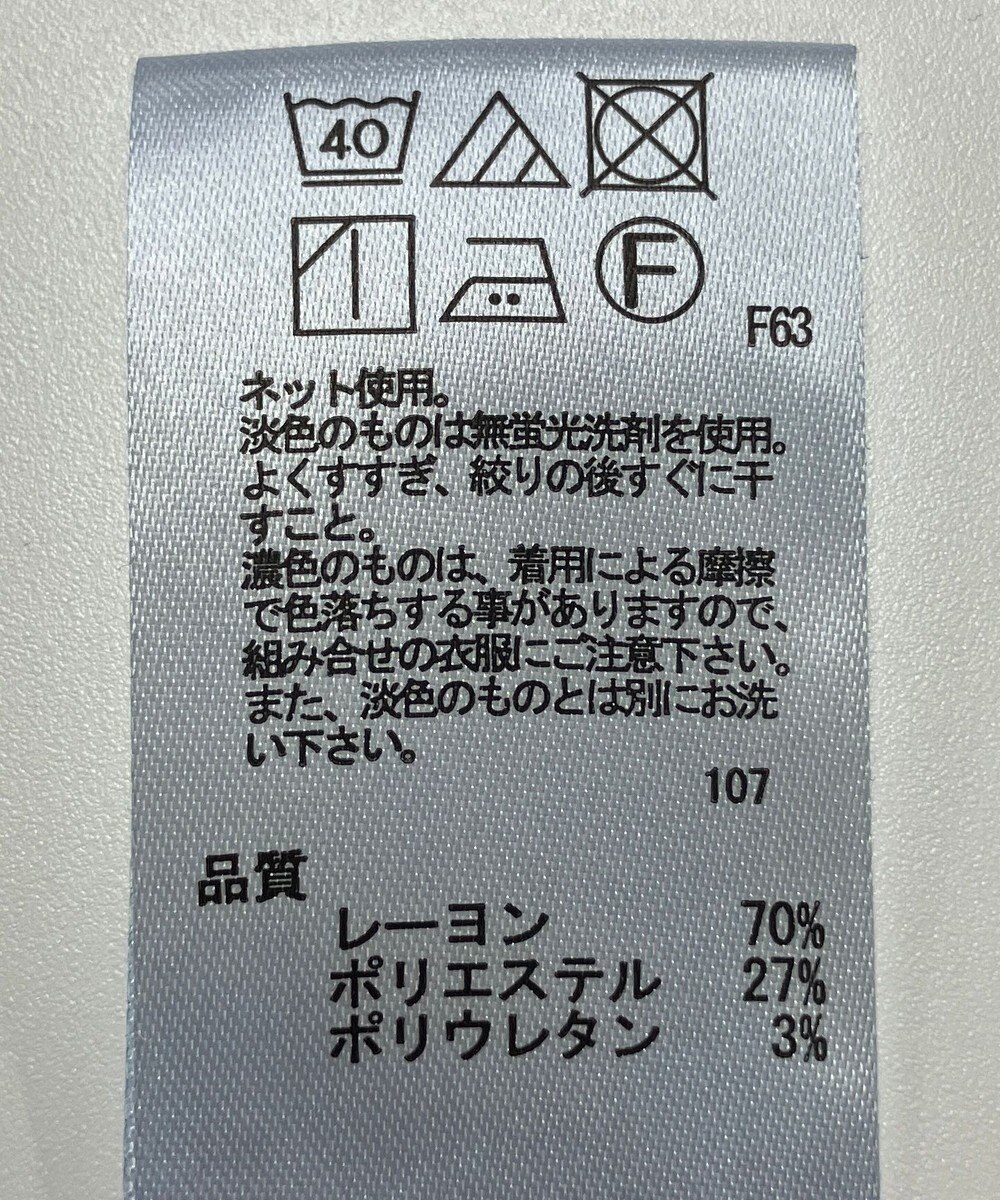 40
F
F63
ネット使用。
淡色のものは無蛍光洗剤を使用。
よくすすぎ、絞りの後すぐに干
すこと。
濃色のものは、着用による摩擦
で色落ちする事がありますので、
組み合せの衣服にご注意下さい。
また、淡色のものとは別にお洗
い下さい。
107
品質
レーヨン 70%
ポリエステル 27%
ポリウレタン 3%